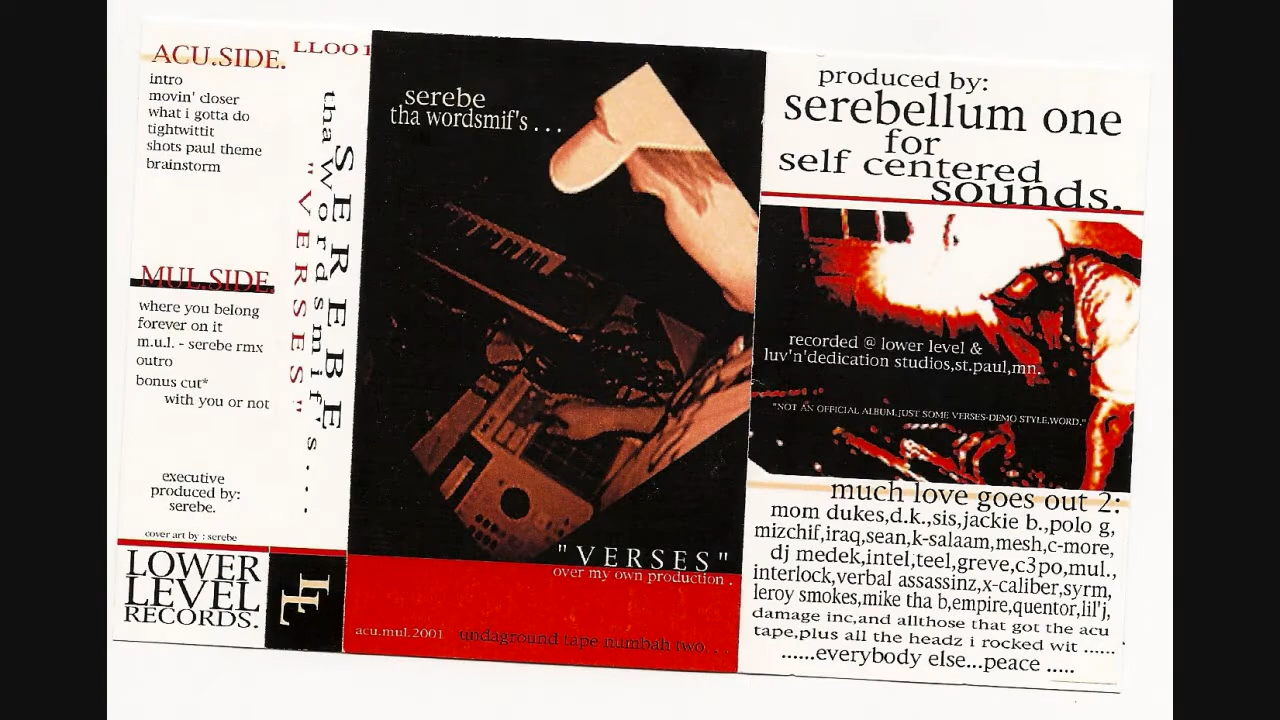 ACU.SIDE.
intro
movin' closer
what i gotta do
tightwittit
shots paul theme
brainstorm
MUL.SIDE.
where you belong
forever on it
m.u.l. - serebe rmx
outro
bonus cut*
with you or not
executive
produced by:
serebe.
cover art by : serebe
LOWER
LEVEL
RECORDS.
LL001
SEREBE
tha wordsmif's . . . .
"VERSES"
LL
serebe
tha wordsmif's . . .
"VERSES"
over my own production .
acu.mul.2001 undaground tape numbah two. . .
produced by:
serebellum one
for
self centered
sounds.
recorded @ lower level &
luv'n'dedication studios,st.paul,mn.
"NOT AN OFFICIAL ALBUM.JUST SOME VERSES-DEMO STYLE,WORD."
much love goes out 2:
mom dukes,d.k.,sis,jackie b.,polo g,
mizchif,iraq,sean,k-salaam,mesh,c-more,
dj medek,intel,teel,greve,c3po,mul.,
interlock,verbal assassinz,x-caliber,syrm,
leroy smokes,mike tha b,empire,quentor,lil'j,
damage inc,and allthose that got the acu
tape,plus all the headz i rocked wit ......
......everybody else...peace .....